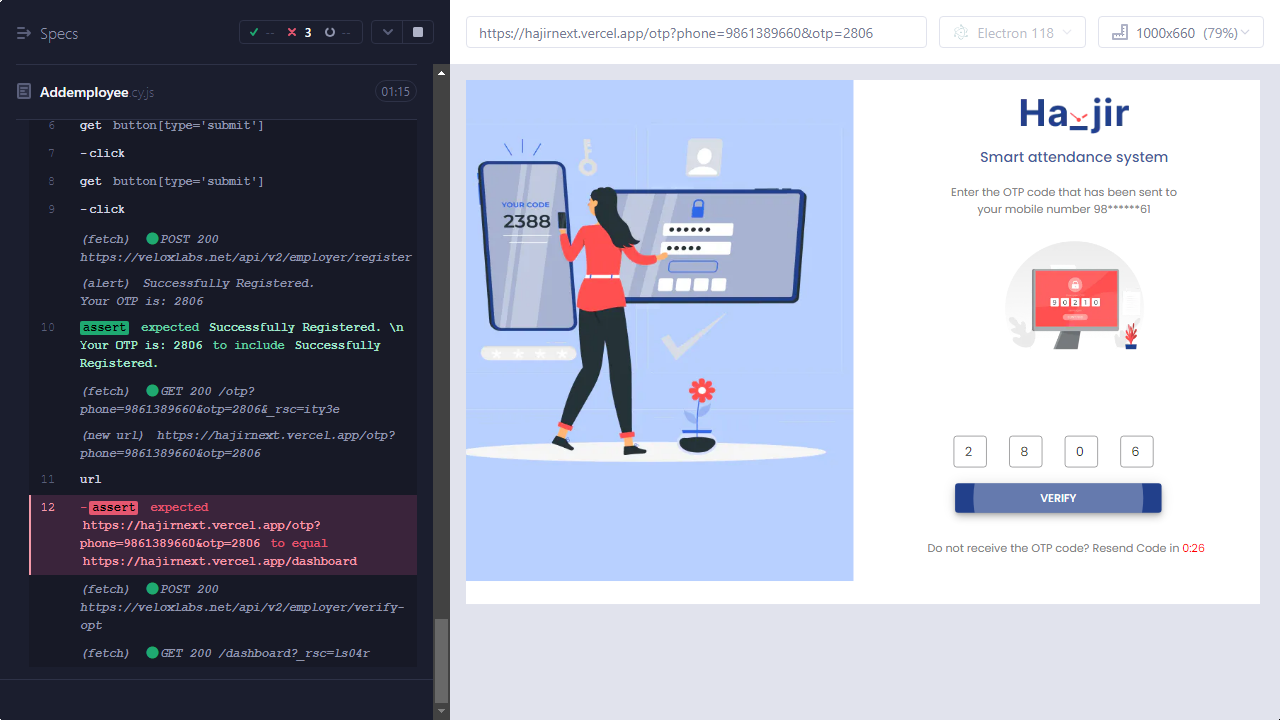 Specs
-- 3 --
Addemployee.cy.js
01:15
6 get button[type='submit']
7 -click
8 get button[type='submit']
9 -click
(fetch) POST 200
https://veloxlabs.net/api/v2/employer/register
(alert) Successfully Registered.
Your OTP is: 2806
10 assert expected Successfully Registered. \n
Your OTP is: 2806 to include Successfully
Registered.
(fetch) GET 200 /otp?
phone=9861389660&otp=2806&_rsc=ity3e
(new url) https://hajirnext.vercel.app/otp?
phone=9861389660&otp=2806
11 url
12 -assert expected
https://hajirnext.vercel.app/otp?
phone=9861389660&otp=2806 to equal
https://hajirnext.vercel.app/dashboard
(fetch) POST 200
https://veloxlabs.net/api/v2/employer/verify-
opt
(fetch) GET 200 /dashboard?_rsc=ls04r
https://hajirnext.vercel.app/otp?phone=9861389660&otp=2806
Electron 118
1000x660 (79%)
YOUR CODE
2388
Hajir
Smart attendance system
Enter the OTP code that has been sent to
your mobile number 98******61
9 0 2 1 0
2 8 0 6
VERIFY
Do not receive the OTP code? Resend Code in 0:26